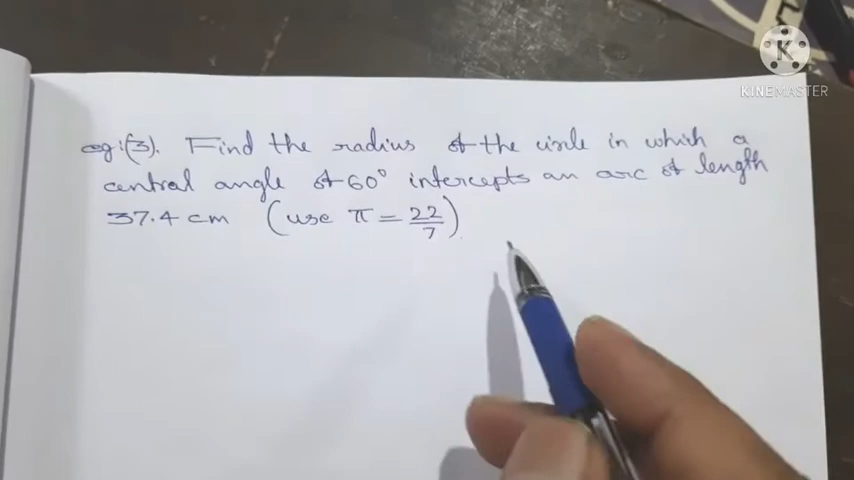 K
KINEMASTER
eg:(3). Find the radius of the circle in which a
central angle of 60° intercepts an arc of length
37.4 cm (use π = 22/7)